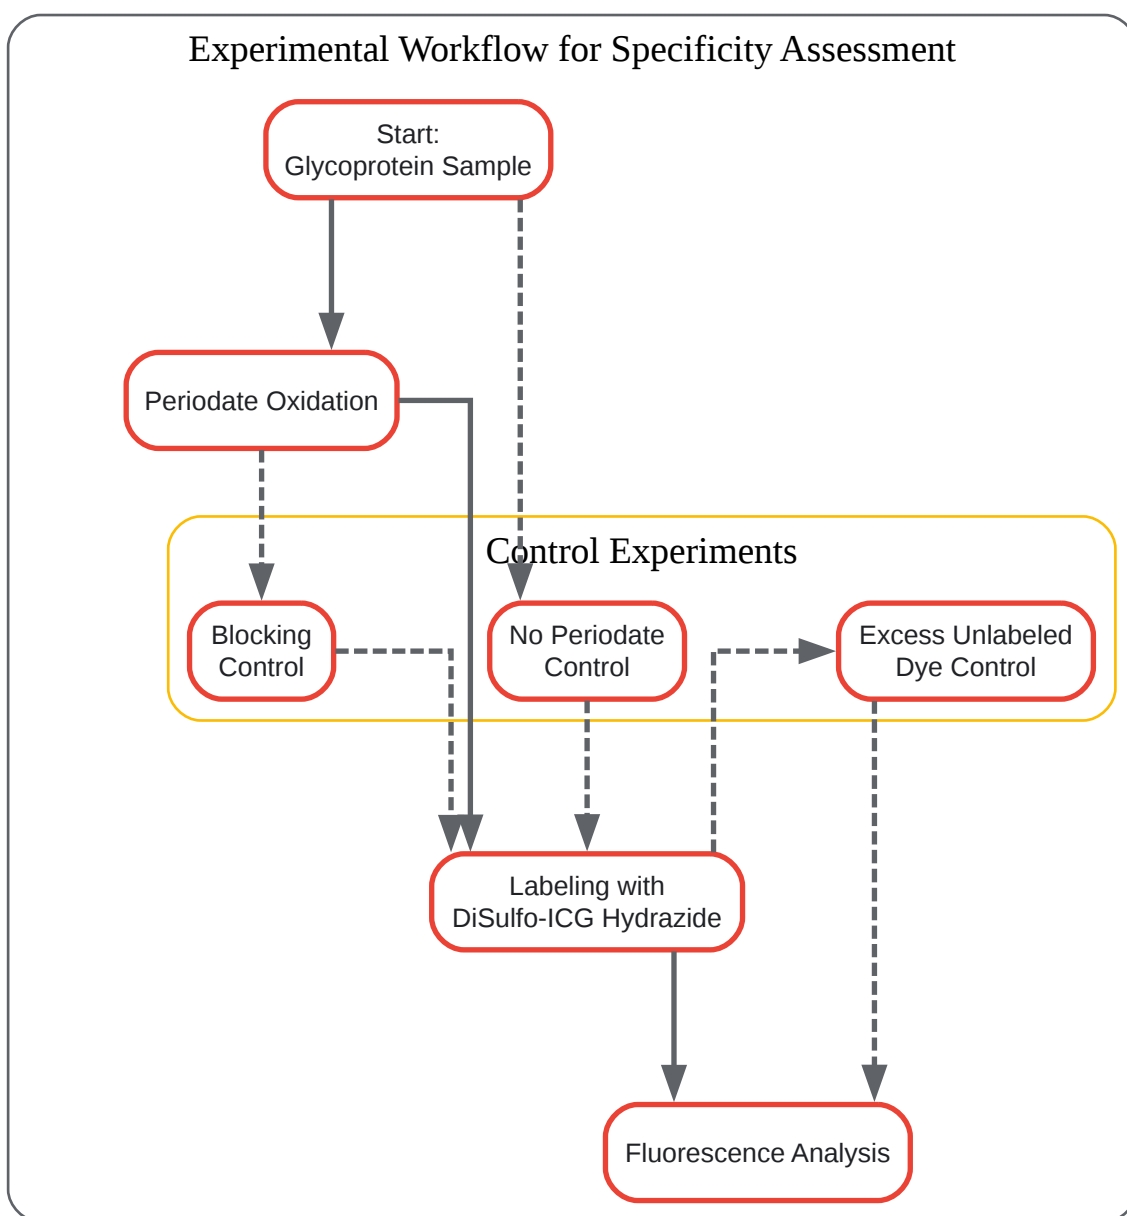 Experimental Workflow for Specificity Assessment
Start:
Glycoprotein Sample
Periodate Oxidation
Control Experiments
Blocking
Control
No Periodate
Control
Excess Unlabeled
Dye Control
Labeling with
DiSulfo-ICG Hydrazide
Fluorescence Analysis